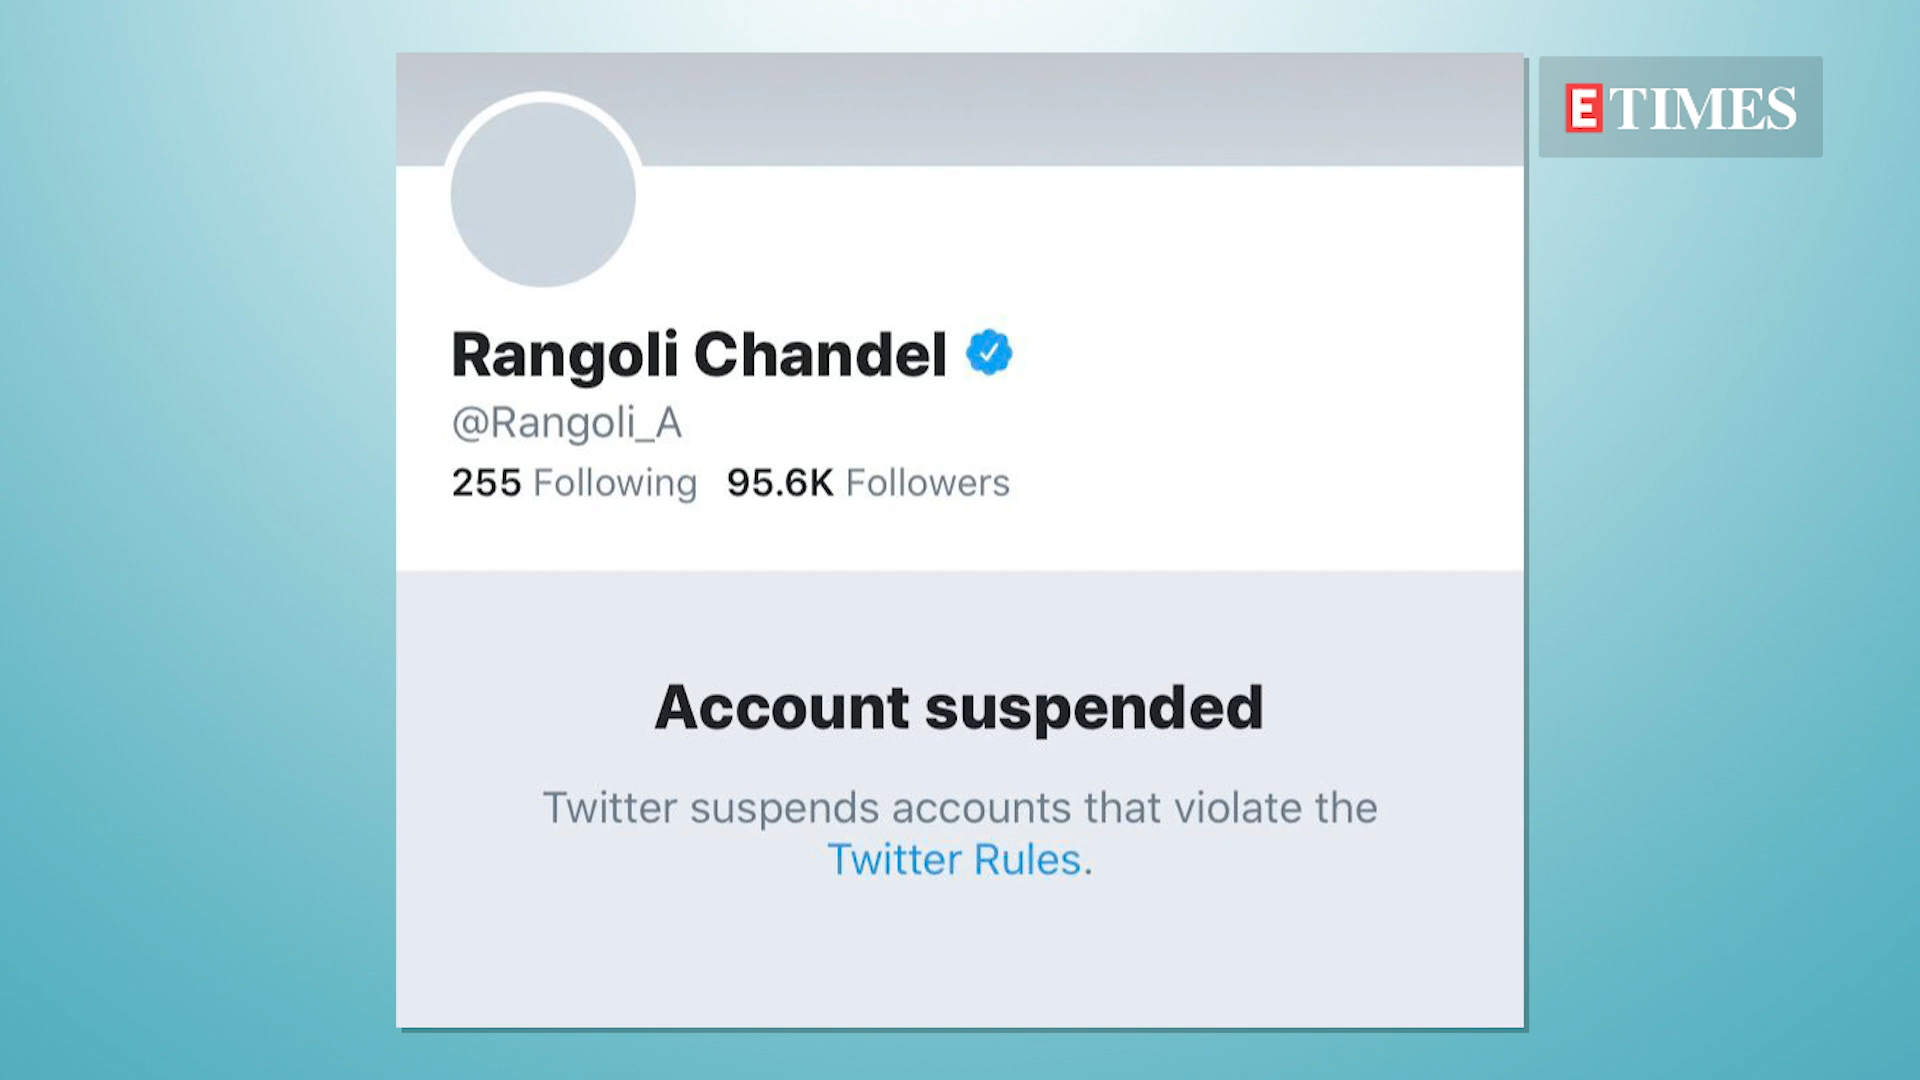 ETIMES
Rangoli Chandel
@Rangoli_A
255 Following 95.6K Followers
Account suspended
Twitter suspends accounts that violate the
Twitter Rules.